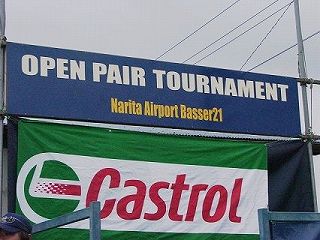 OPEN PAIR TOURNAMENT
Narita Airport Basser21
Castrol